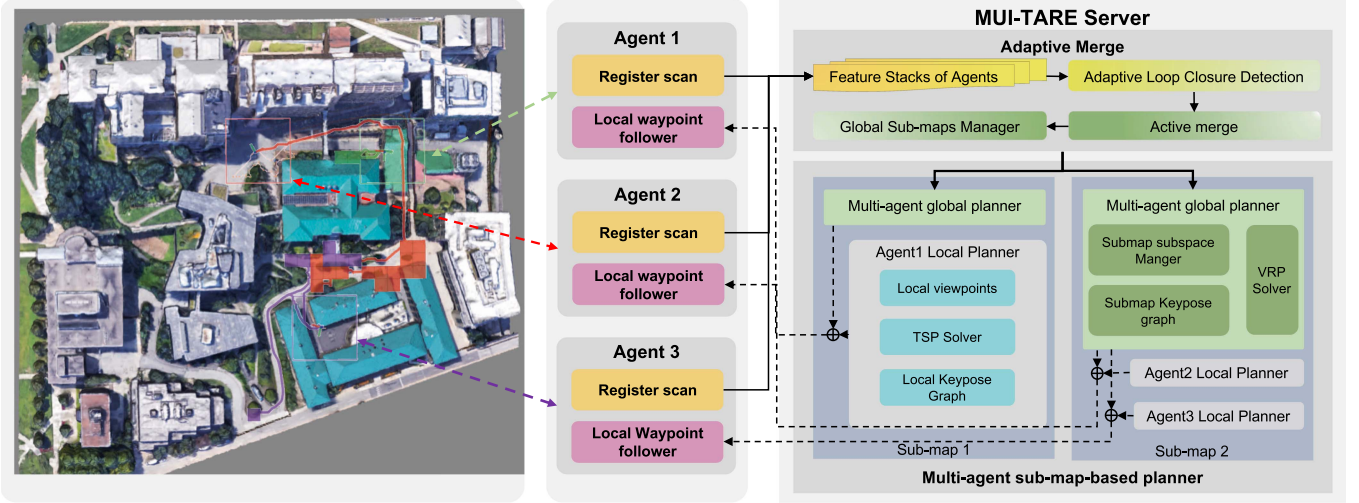 Agent 1
Register scan
Local waypoint
follower
Agent 2
Register scan
Local waypoint
follower
Agent 3
Register scan
Local Waypoint
follower
MUI-TARE Server
Adaptive Merge
Feature Stacks of Agents
Adaptive Loop Closure Detection
Global Sub-maps Manager
Active merge
Multi-agent global planner
Agent1 Local Planner
Local viewpoints
TSP Solver
Local Keypose
Graph
Sub-map 1
Multi-agent global planner
Submap subspace
Manger
Submap Keypose
graph
VRP
Solver
Agent2 Local Planner
Agent3 Local Planner
Sub-map 2
Multi-agent sub-map-based planner